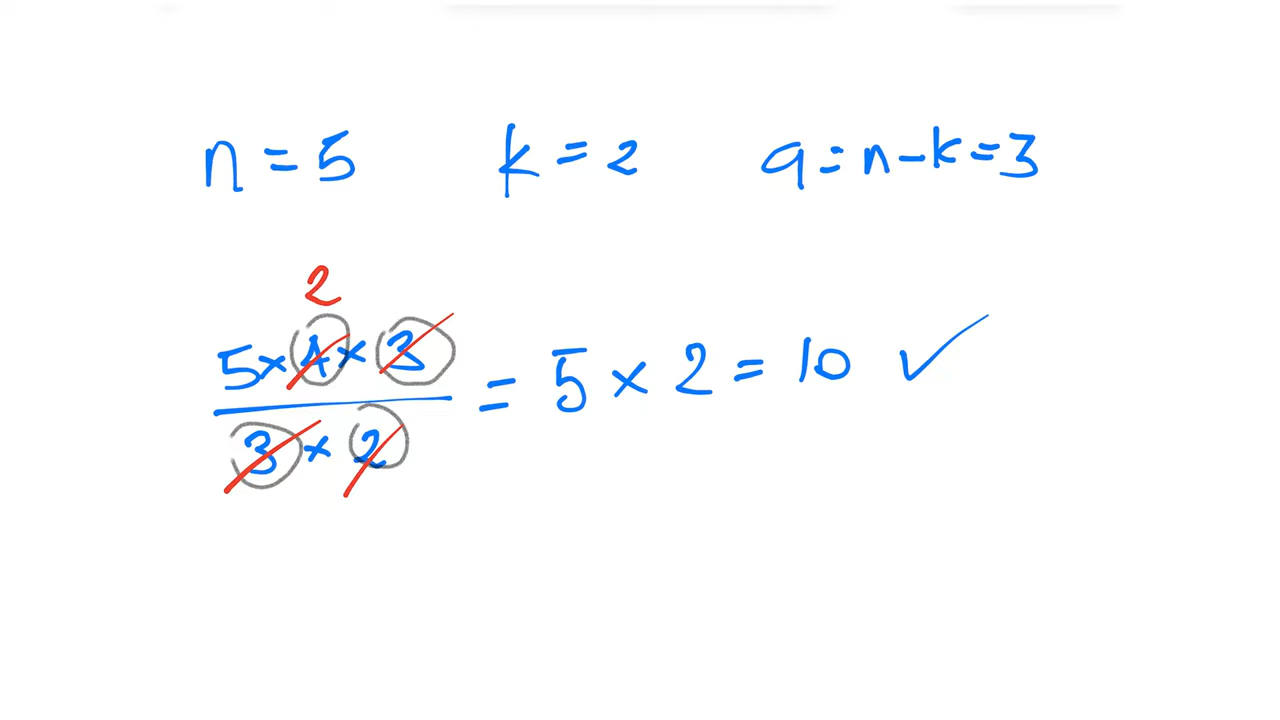 n = 5 k = 2 a = n - k = 3
2
5 × 4 × 3
3 × 2
= 5 × 2 = 10 ✓